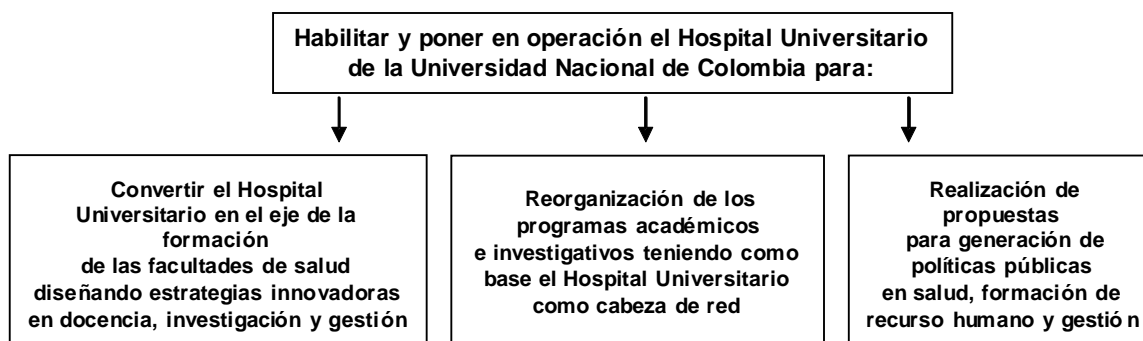 Habilitar y poner en operación el Hospital Universitario
de la Universidad Nacional de Colombia para:
Convertir el Hospital
Universitario en el eje de la
formación
de las facultades de salud
diseñando estrategias innovadoras
en docencia, investigación y gestión
Reorganización de los
programas académicos
e investigativos teniendo como
base el Hospital Universitario
como cabeza de red
Realización de
propuestas
para generación de
políticas públicas
en salud, formación de
recurso humano y gestión